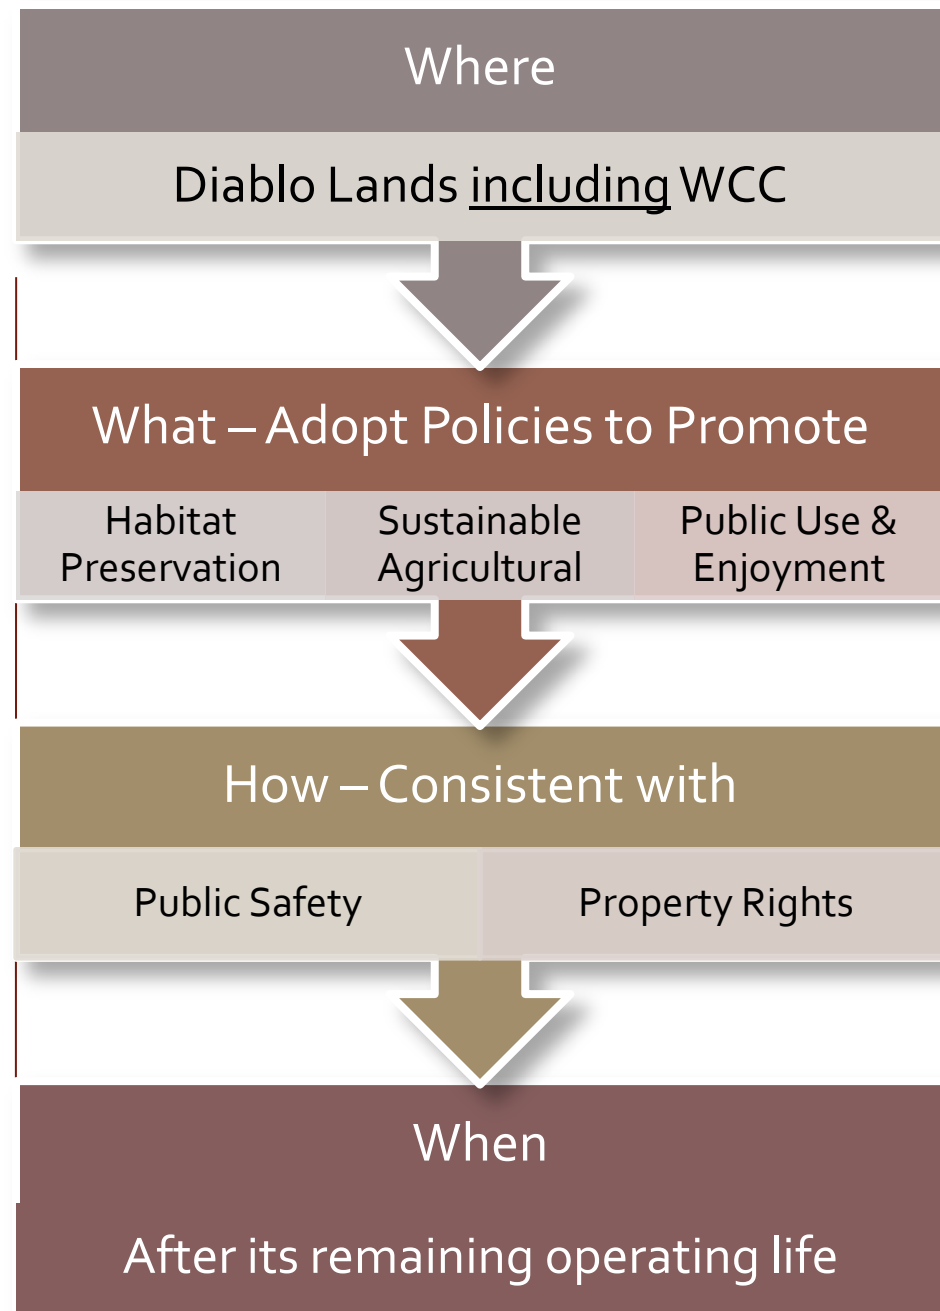 Where
Diablo Lands including WCC
What – Adopt Policies to Promote
Habitat
Preservation
Sustainable
Agricultural
Public Use &
Enjoyment
How – Consistent with
Public Safety
Property Rights
When
After its remaining operating life